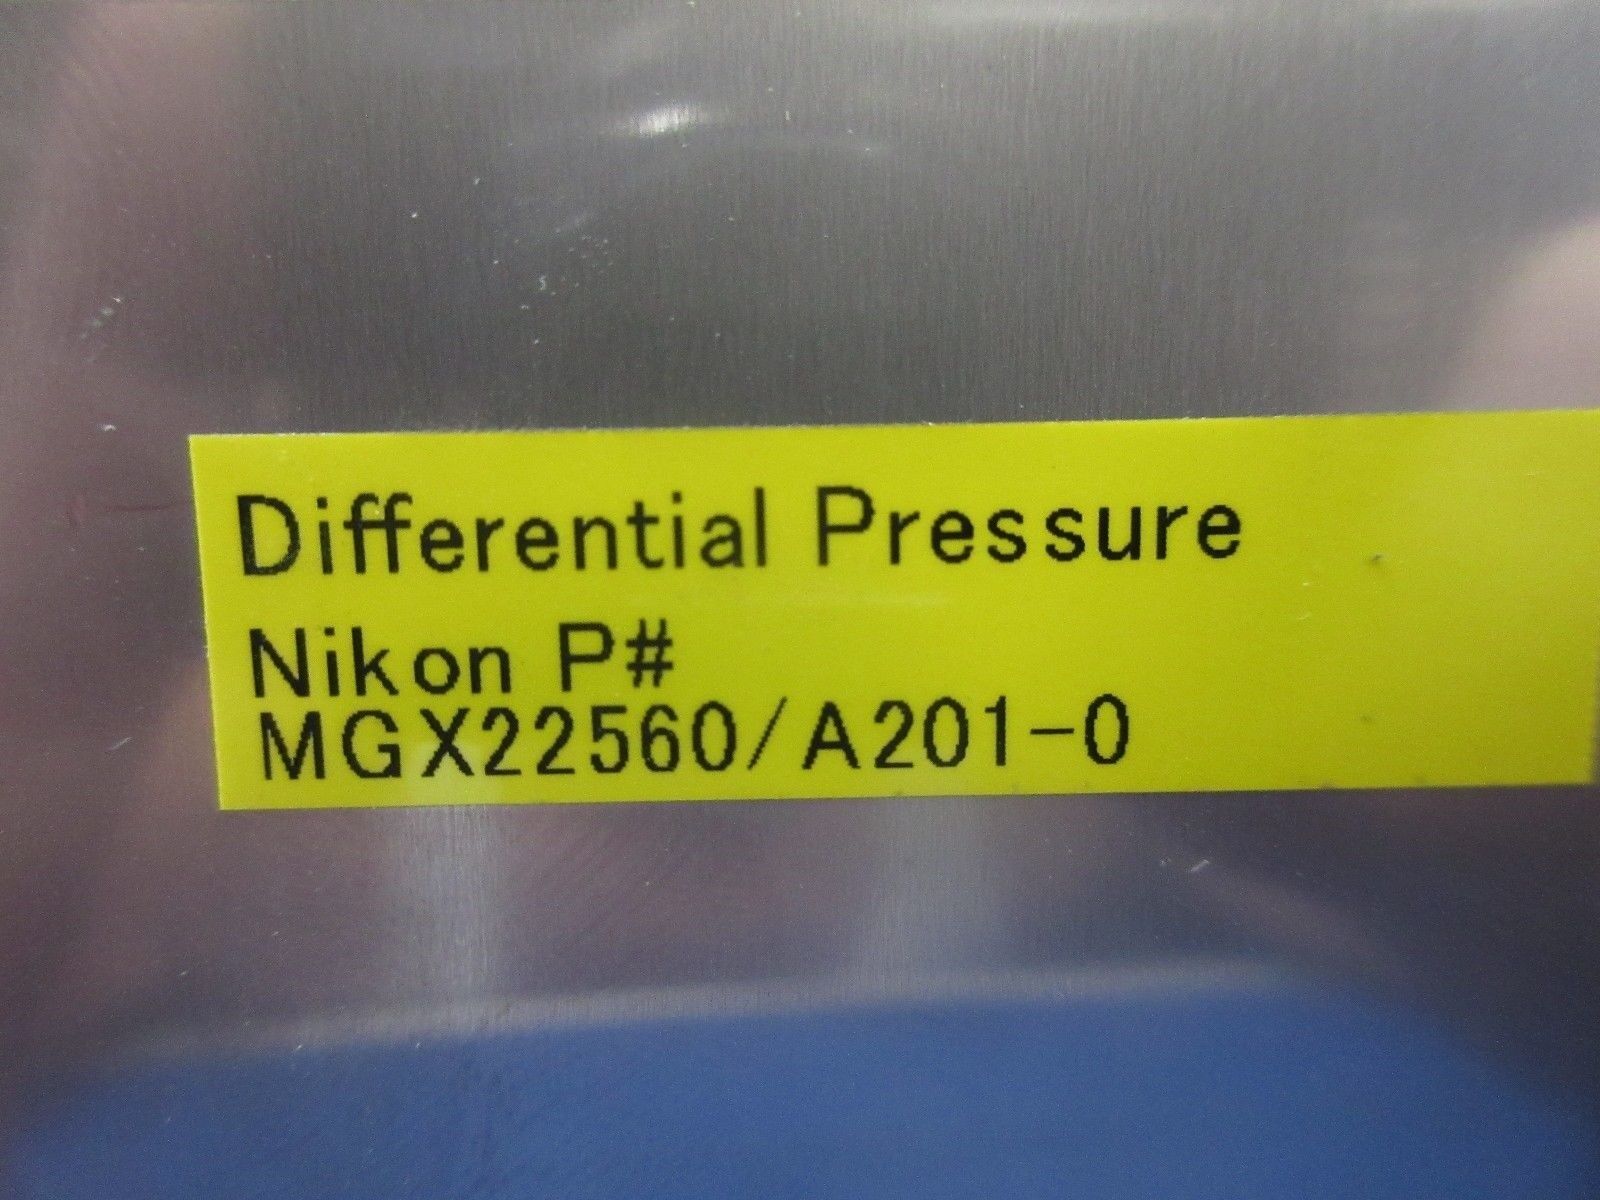 Differential Pressure
Nikon P#
MGX22560/A201-0